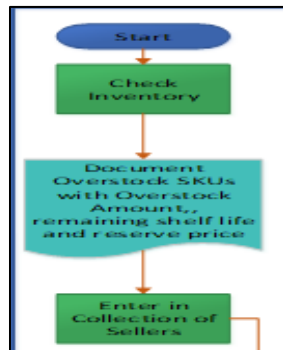 Start
Check
Inventory
Document
Overstock SKUs
with Overstock
Amount,,
remaining shelf life
and reserve price
Enter in
Collection of
Sellers